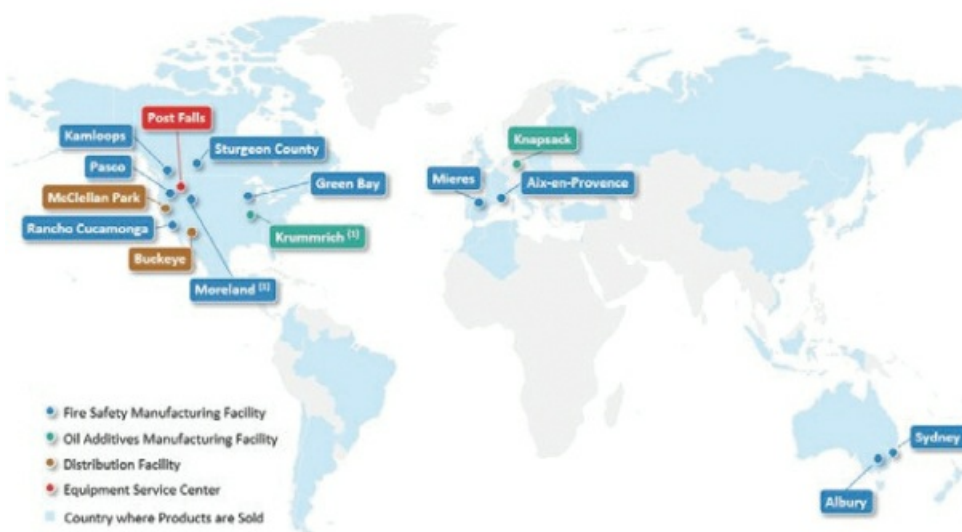 Post Falls
Kamloops
Sturgeon County
Knapsack
Pasco
Green Bay
Mieres
Aix-en-Provence
McClellan Park
Rancho Cucamonga
Krummrich (1)
Buckeye
Moreland (1)
Fire Safety Manufacturing Facility
Oil Additives Manufacturing Facility
Distribution Facility
Equipment Service Center
Country where Products are Sold
Sydney
Albury